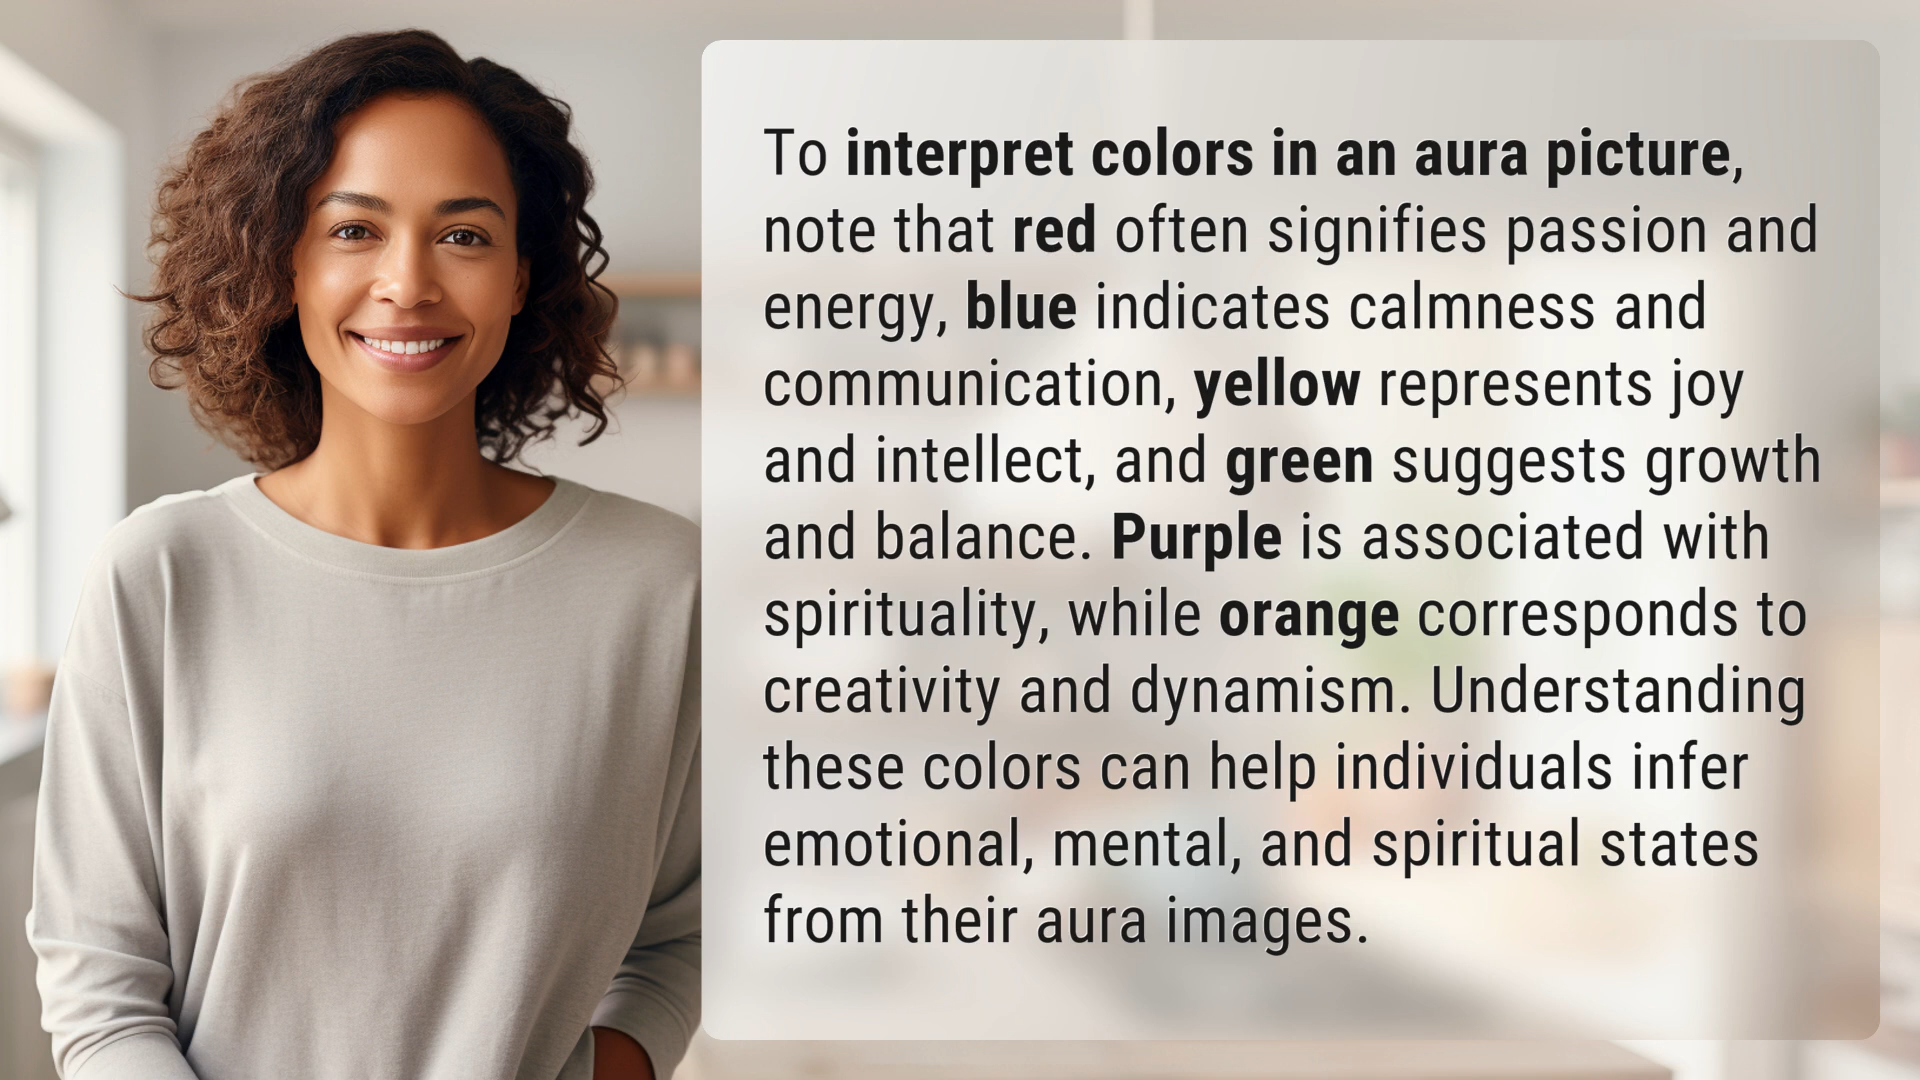 To interpret colors in an aura picture,
note that red often signifies passion and
energy, blue indicates calmness and
communication, yellow represents joy
and intellect, and green suggests growth
and balance. Purple is associated with
spirituality, while orange corresponds to
creativity and dynamism. Understanding
these colors can help individuals infer
emotional, mental, and spiritual states
from their aura images.